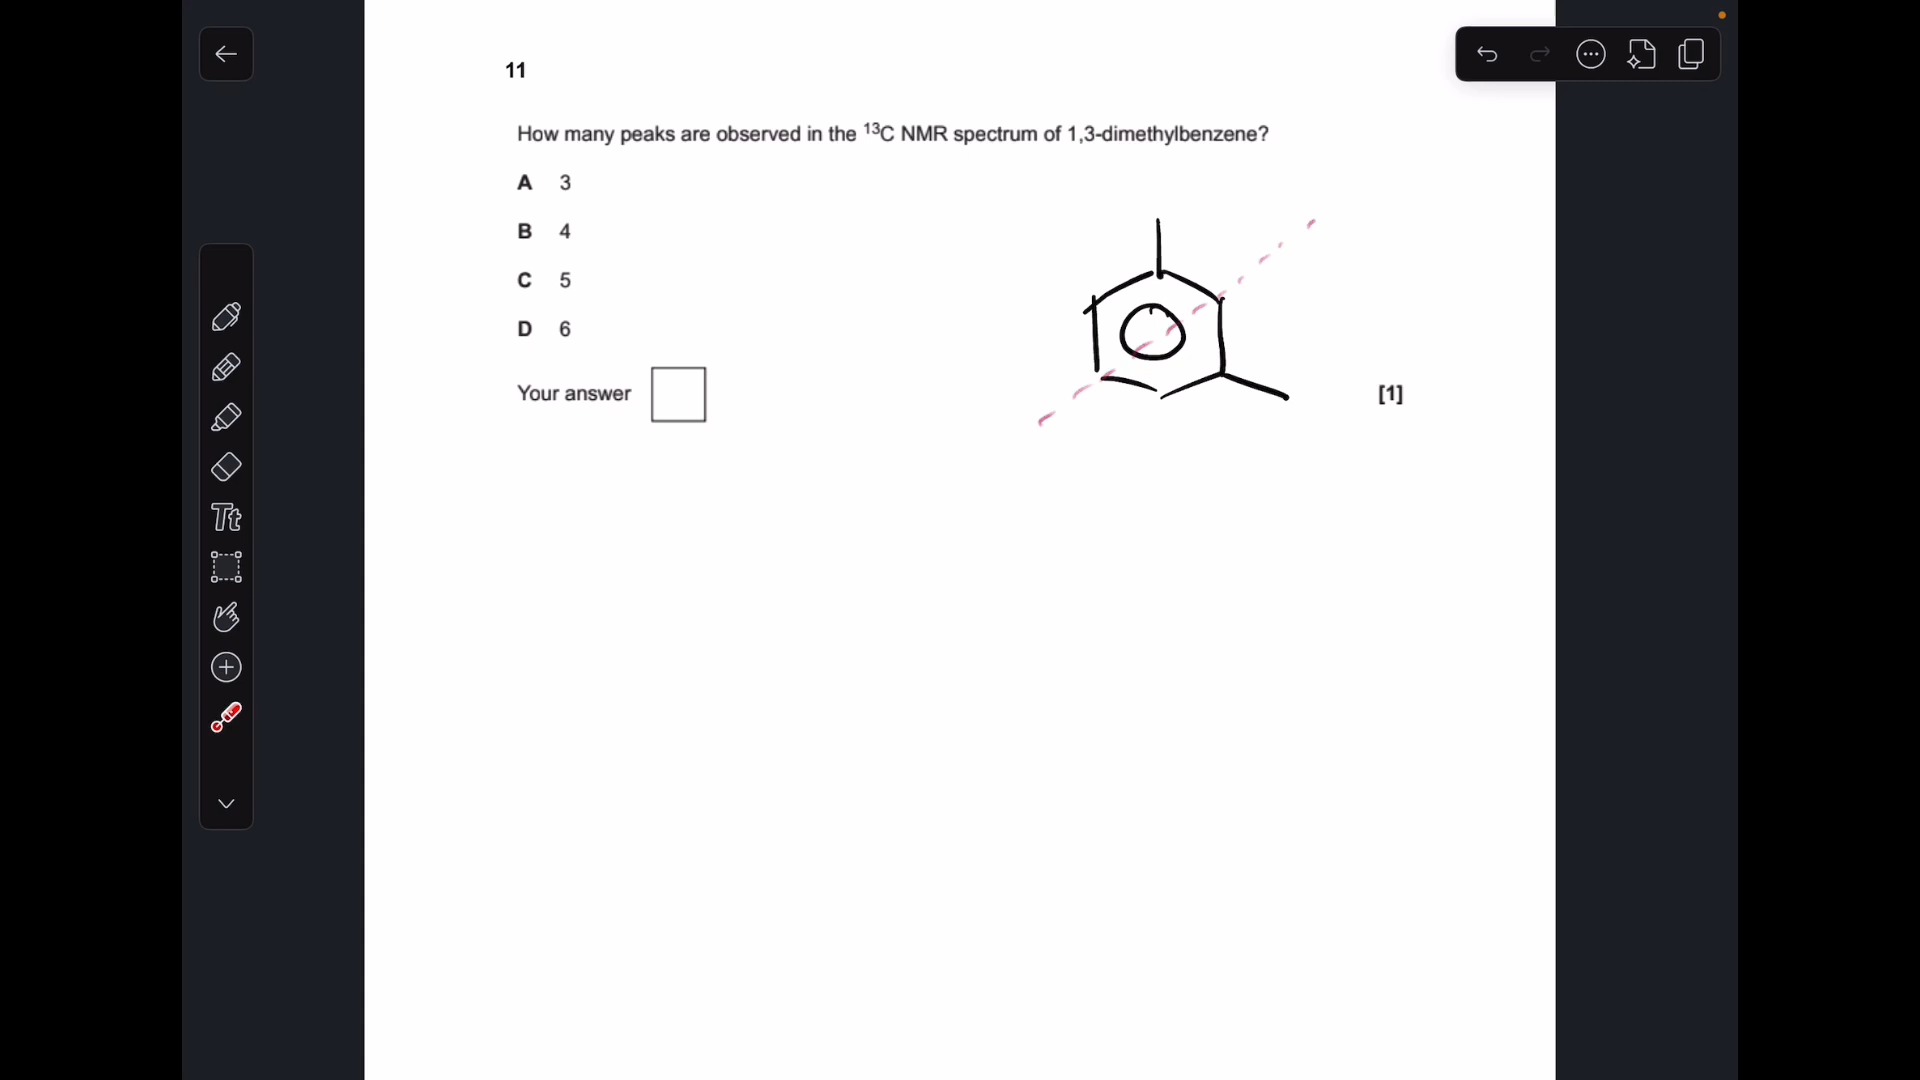 11
How many peaks are observed in the ¹³C NMR spectrum of 1,3-dimethylbenzene?
A 3
B 4
C 5
D 6
Your answer [1]
Tt